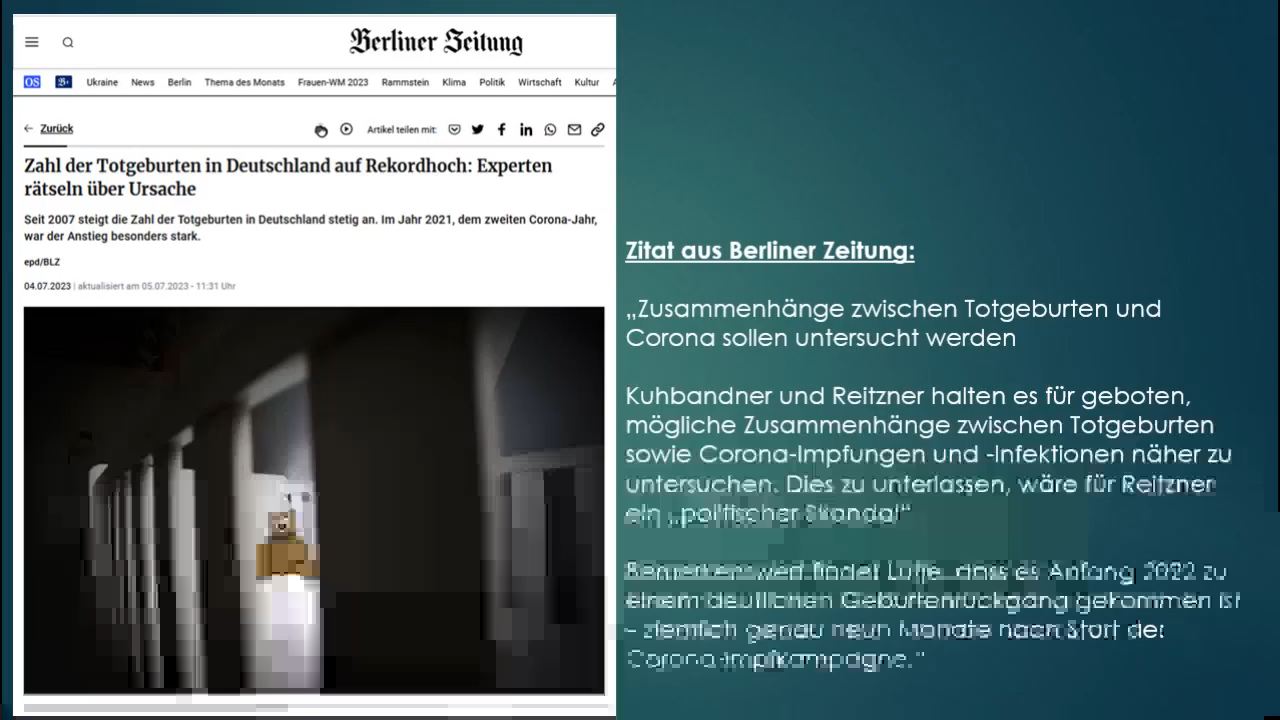 Berliner Zeitung
OS B+ Ukraine News Berlin Thema des Monats Frauen-WM 2023 Rammstein Klima Politik Wirtschaft Kultur
Zurück
Artikel teilen mit:
Zahl der Totgeburten in Deutschland auf Rekordhoch: Experten
rätseln über Ursache
Seit 2007 steigt die Zahl der Totgeburten in Deutschland stetig an. Im Jahr 2021, dem zweiten Corona-Jahr,
war der Anstieg besonders stark.
epd/BLZ
04.07.2023 | aktualisiert am 05.07.2023 - 11:31 Uhr
Zitat aus Berliner Zeitung:
„Zusammenhänge zwischen Totgeburten und
Corona sollen untersucht werden
Kuhbandner und Reitzner halten es für geboten,
mögliche Zusammenhänge zwischen Totgeburten
sowie Corona-Impfungen und -Infektionen näher zu
untersuchen. Dies zu unterlassen, wäre für Reitzner
ein „politischer Skandal“
Bemerkenswert findet dass es Anfang 2022 zu
einem deutlichen Geburtenrückgang gekommen ist
– ziemlich genau neun Monate nach Start der
Corona-Impfkampagne.“